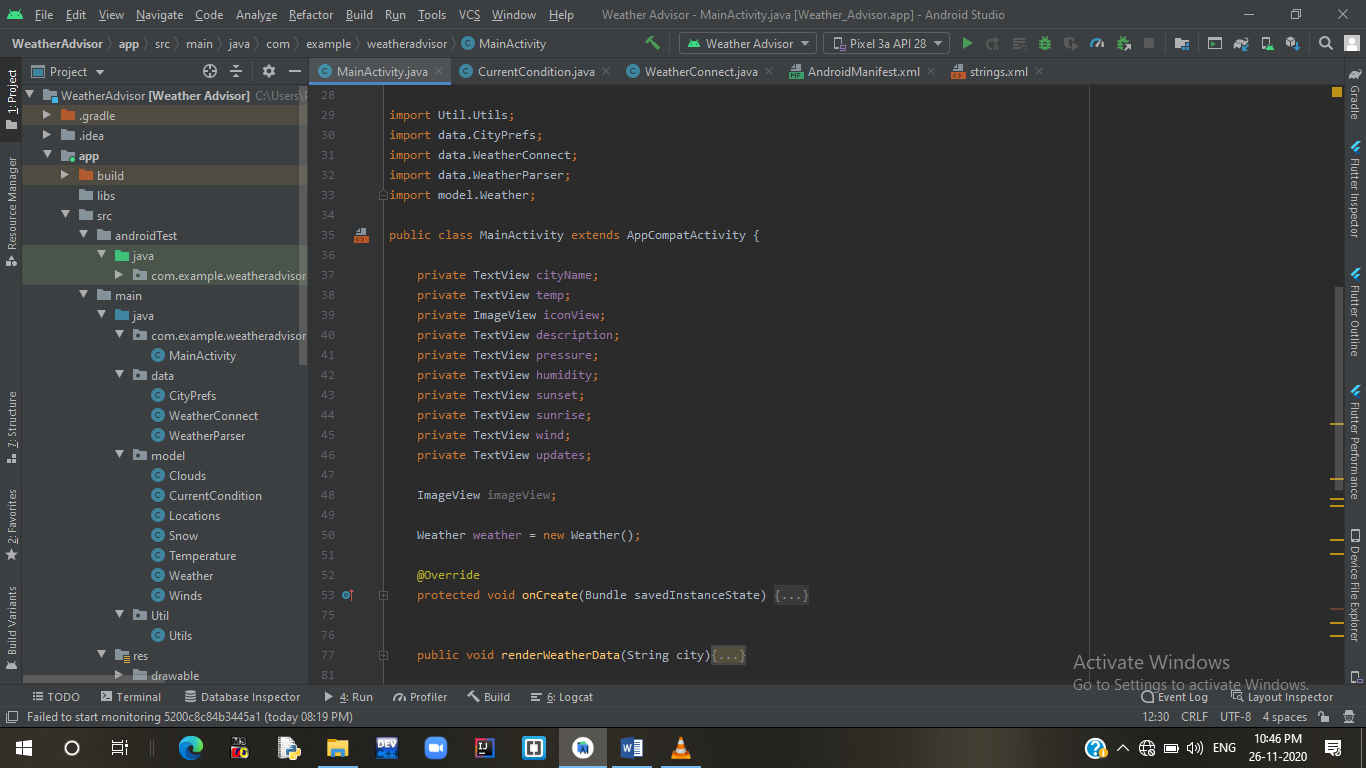 File Edit View Navigate Code Analyze Refactor Build Run Tools VCS Window Help Weather Advisor - MainActivity.java [Weather_Advisor.app] - Android Studio
WeatherAdvisor app src main java com example weatheradvisor MainActivity Weather Advisor Pixel 3a API 28
Project MainActivity.java CurrentCondition.java WeatherConnect.java AndroidManifest.xml strings.xml
1: Project
Resource Manager
7: Structure
2: Favorites
Build Variants
WeatherAdvisor [Weather Advisor] C:\Users\
.gradle
.idea
app
build
libs
src
androidTest
java
com.example.weatheradvisor
main
java
com.example.weatheradvisor
MainActivity
data
CityPrefs
WeatherConnect
WeatherParser
model
Clouds
CurrentCondition
Locations
Snow
Temperature
Weather
Winds
Util
Utils
res
drawable
28
29 import Util.Utils;
30 import data.CityPrefs;
31 import data.WeatherConnect;
32 import data.WeatherParser;
33 import model.Weather;
34
35 public class MainActivity extends AppCompatActivity {
36
37 private TextView cityName;
38 private TextView temp;
39 private ImageView iconView;
40 private TextView description;
41 private TextView pressure;
42 private TextView humidity;
43 private TextView sunset;
44 private TextView sunrise;
45 private TextView wind;
46 private TextView updates;
47
48 ImageView imageView;
49
50 Weather weather = new Weather();
51
52 @Override
53 protected void onCreate(Bundle savedInstanceState) {...}
75
76
77 public void renderWeatherData(String city){...}
81
Gradle
Flutter Inspector
Flutter Outline
Flutter Performance
Device File Explorer
Activate Windows
Go to Settings to activate Windows.
TODO Terminal Database Inspector 4: Run Profiler Build 6: Logcat Event Log Layout Inspector
Failed to start monitoring 5200c8c84b3445a1 (today 08:19 PM) 12:30 CRLF UTF-8 4 spaces
ENG 10:46 PM
26-11-2020